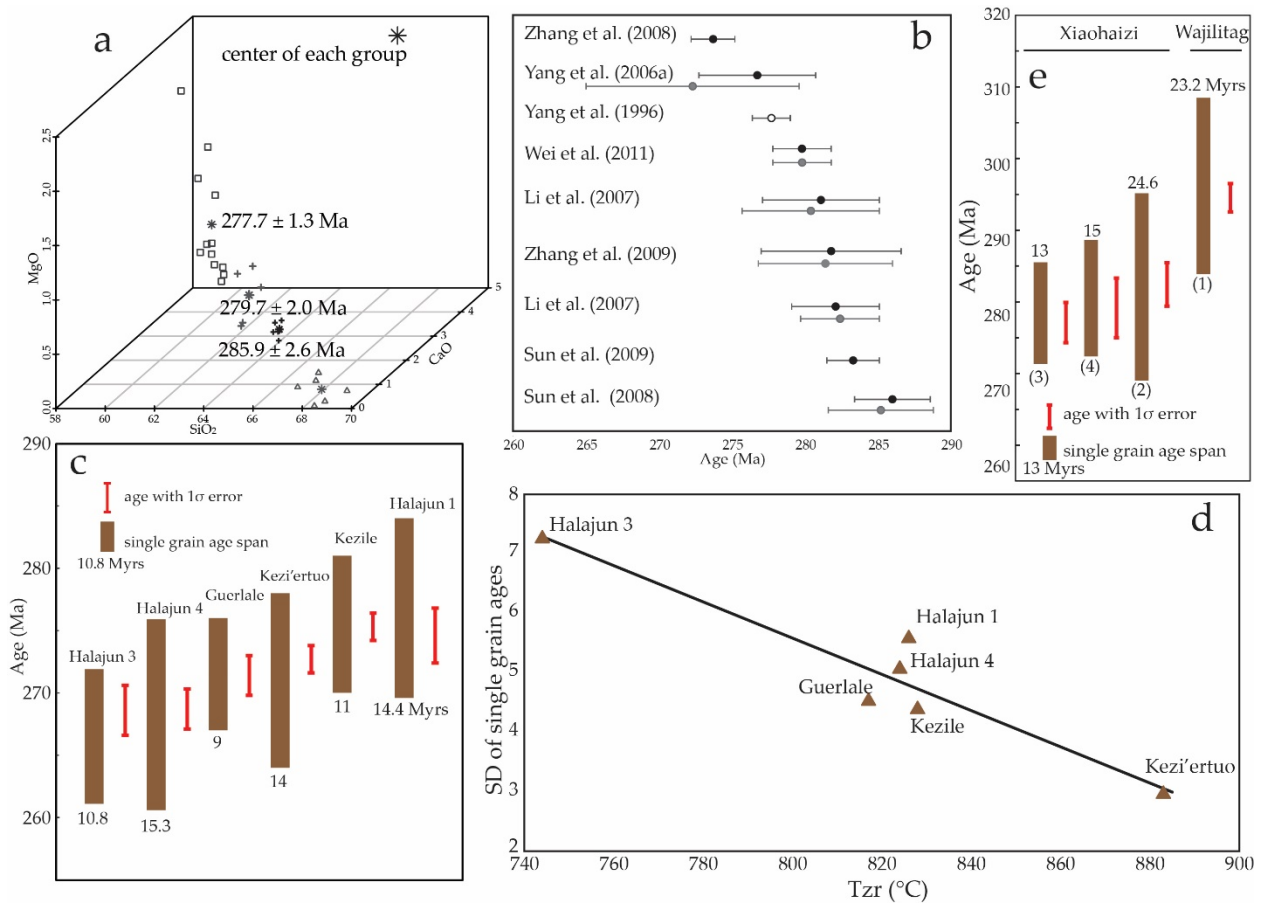 a
center of each group
277.7 ± 1.3 Ma
279.7 ± 2.0 Ma
285.9 ± 2.6 Ma
MgO
2.5
2.0
1.5
1.0
0.5
0.0
58
60
62
64
66
68
70
SiO₂
0
1
2
3
4
5
CaO
b
Zhang et al. (2008)
Yang et al. (2006a)
Yang et al. (1996)
Wei et al. (2011)
Li et al. (2007)
Zhang et al. (2009)
Li et al. (2007)
Sun et al. (2009)
Sun et al. (2008)
260
265
270
275
280
285
290
Age (Ma)
e
Xiaohaizi
Wajilitag
320
310
300
290
280
270
260
Age (Ma)
23.2 Myrs
24.6
15
13
(3)
(4)
(2)
(1)
age with 1σ error
single grain age span
13 Myrs
c
290
280
270
260
Age (Ma)
age with 1σ error
single grain age span
10.8 Myrs
Halajun 3
Halajun 4
Guerlale
Kezi'ertuo
Kezile
Halajun 1
10.8
15.3
9
14
11
14.4 Myrs
d
8
7
6
5
4
3
2
SD of single grain ages
Halajun 3
Halajun 1
Halajun 4
Guerlale
Kezile
Kezi'ertuo
740
760
780
800
820
840
860
880
900
Tzr (°C)